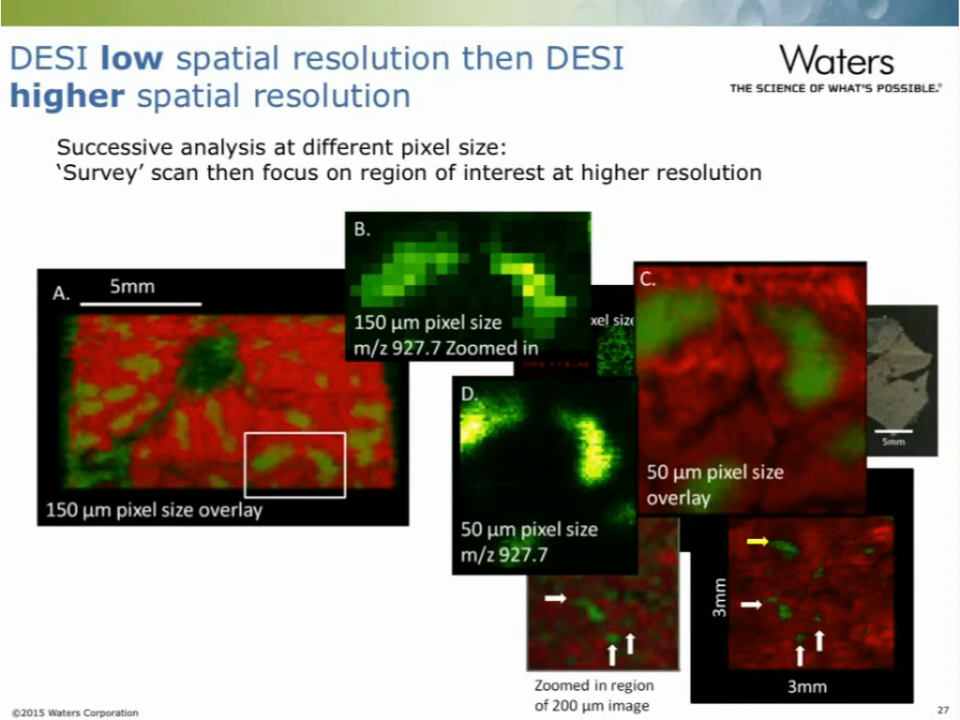 DESI low spatial resolution then DESI
higher spatial resolution
Waters
THE SCIENCE OF WHAT'S POSSIBLE.®
Successive analysis at different pixel size:
‘Survey’ scan then focus on region of interest at higher resolution
A.
5mm
150 µm pixel size overlay
B.
150 µm pixel size
m/z 927.7 Zoomed in
xel size
C.
50 µm pixel size
overlay
5mm
D.
50 µm pixel size
m/z 927.7
3mm
3mm
Zoomed in region
of 200 µm image
©2015 Waters Corporation
27